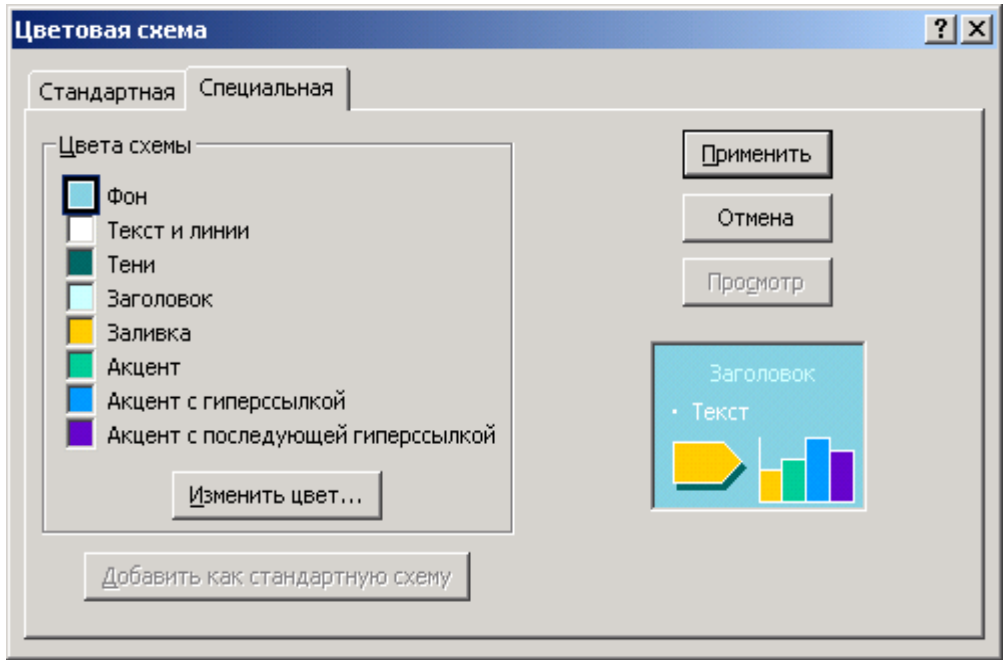 Цветовая схема
Стандартная
Специальная
Цвета схемы
Фон
Текст и линии
Тени
Заголовок
Заливка
Акцент
Акцент с гиперссылкой
Акцент с последующей гиперссылкой
Изменить цвет...
Добавить как стандартную схему
Применить
Отмена
Просмотр
Заголовок
• Текст